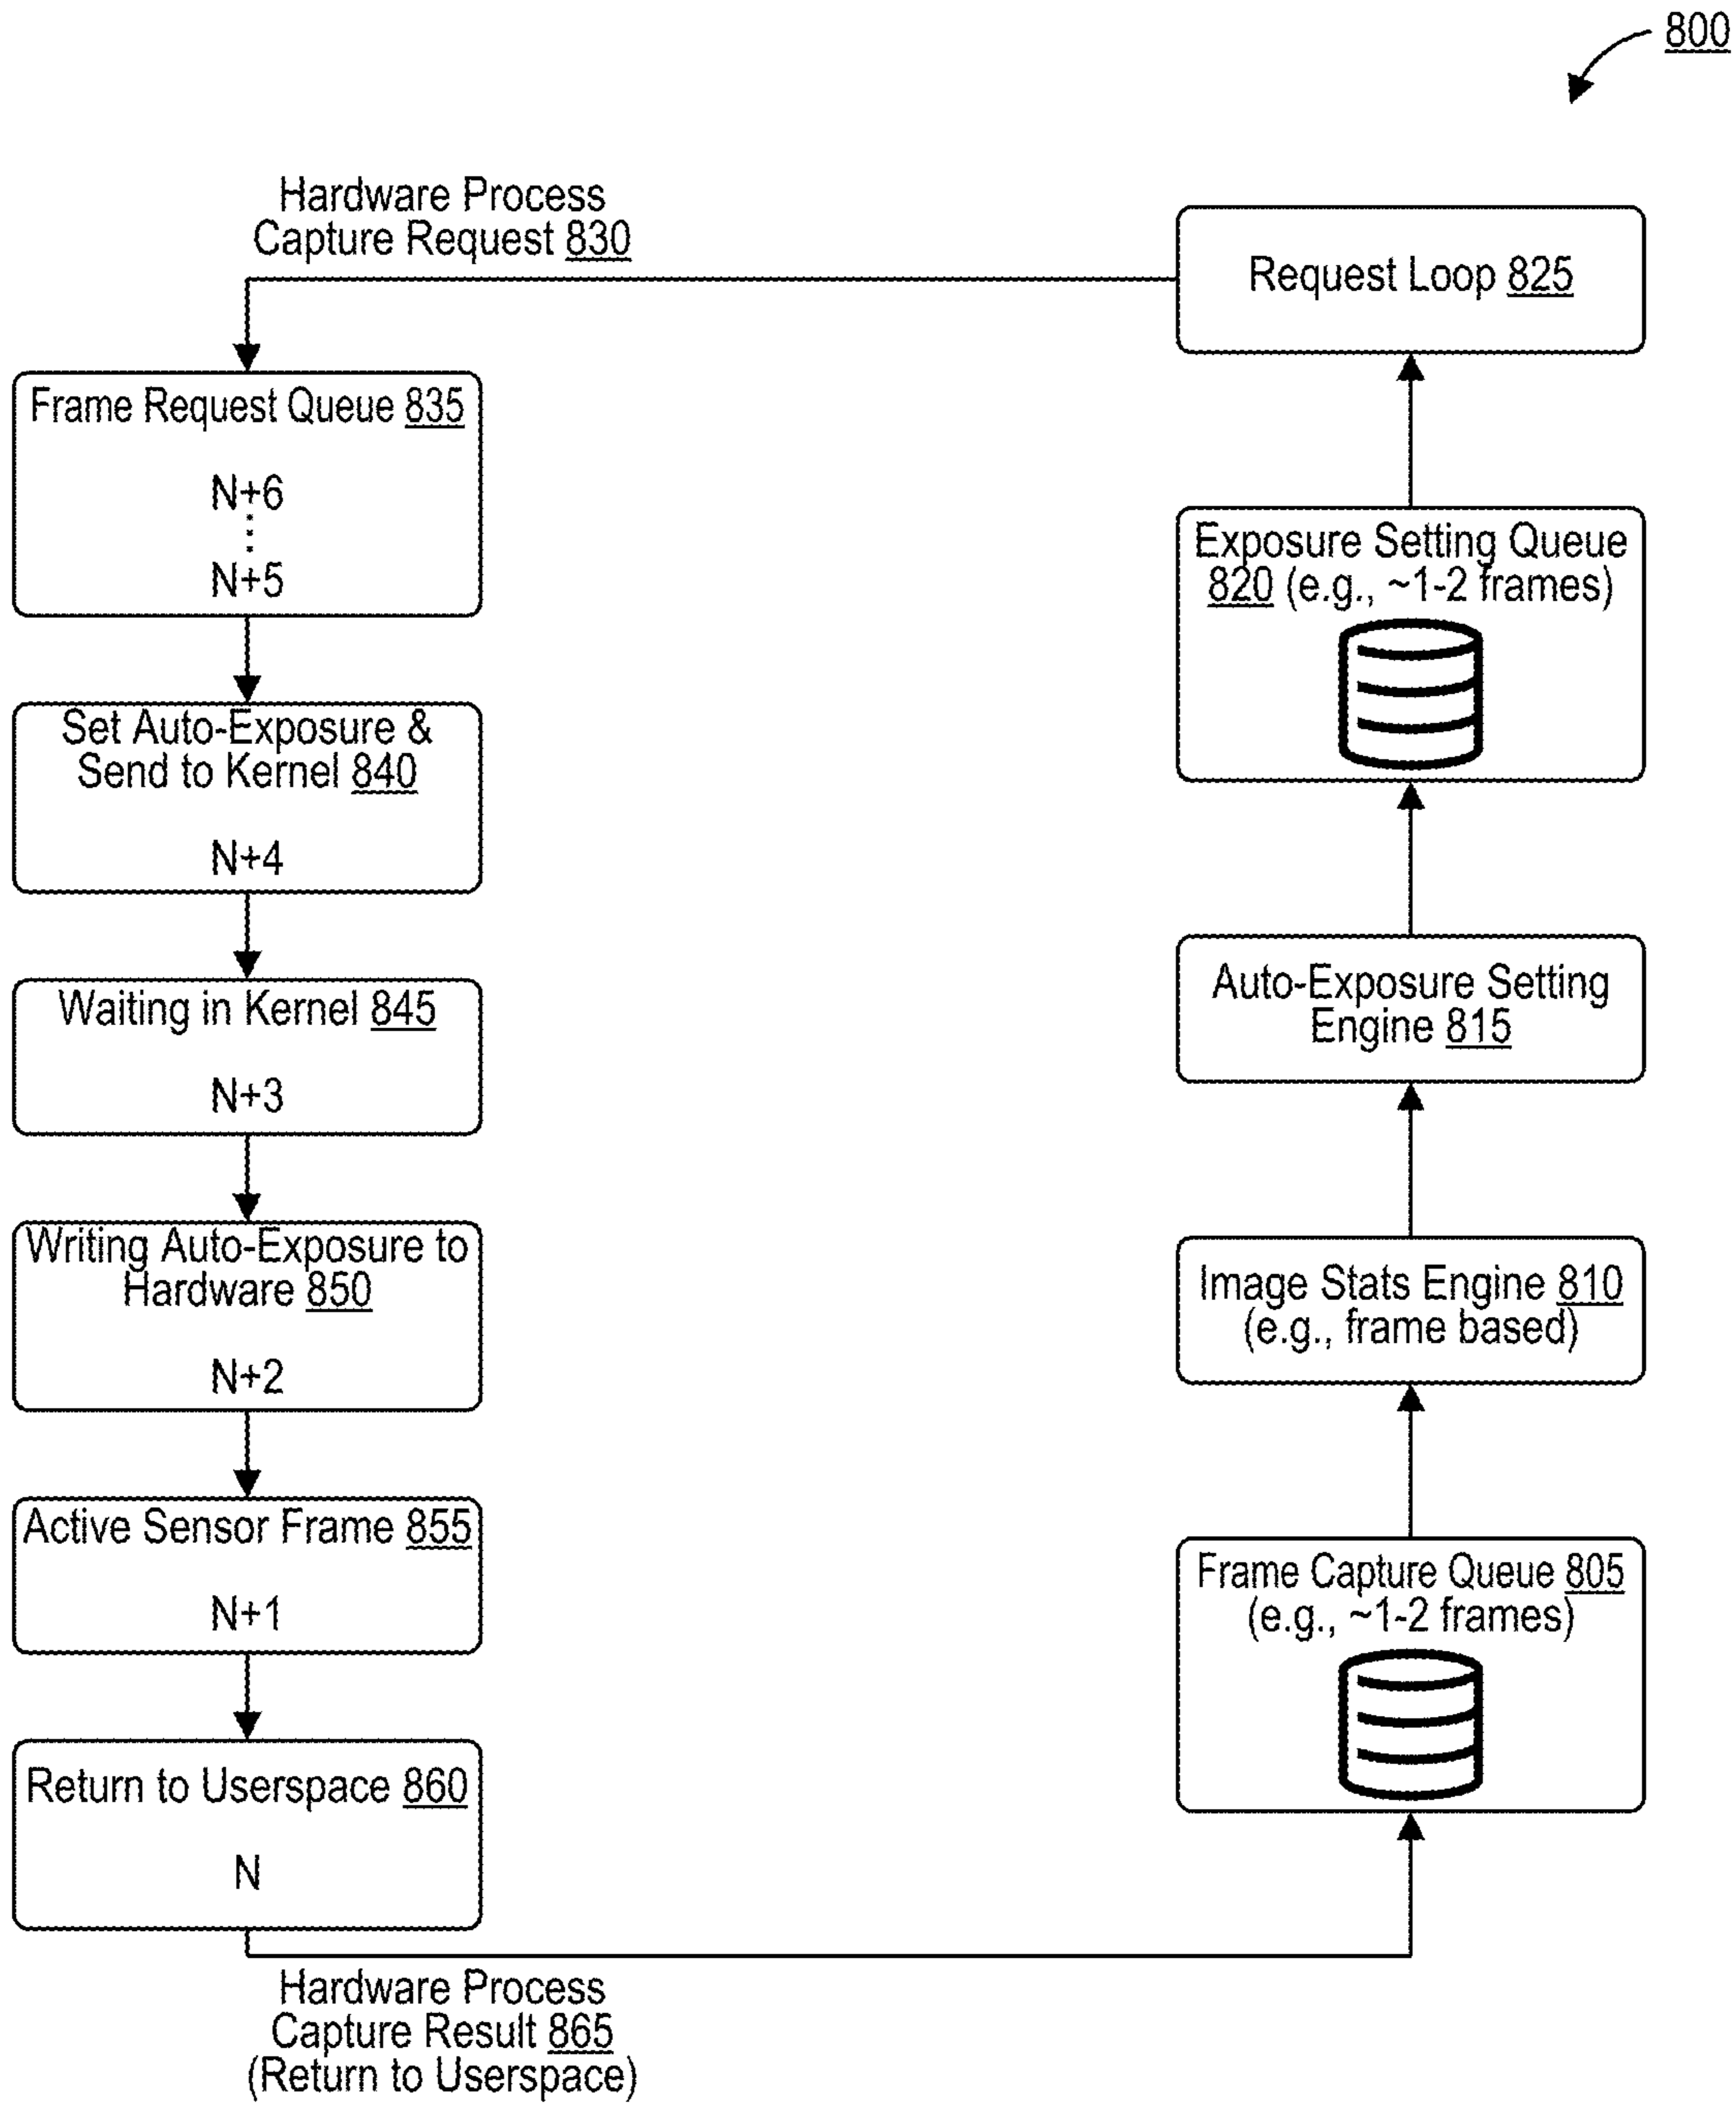 800
Hardware Process
Capture Request 830
Request Loop 825
Frame Request Queue 835
N+6
N+5
Exposure Setting Queue
820 (e.g., ~1-2 frames)
Set Auto-Exposure &
Send to Kernel 840
N+4
Auto-Exposure Setting
Engine 815
Waiting in Kernel 845
N+3
Writing Auto-Exposure to
Hardware 850
N+2
Image Stats Engine 810
(e.g., frame based)
Active Sensor Frame 855
N+1
Frame Capture Queue 805
(e.g., ~1-2 frames)
Return to Userspace 860
N
Hardware Process
Capture Result 865
(Return to Userspace)